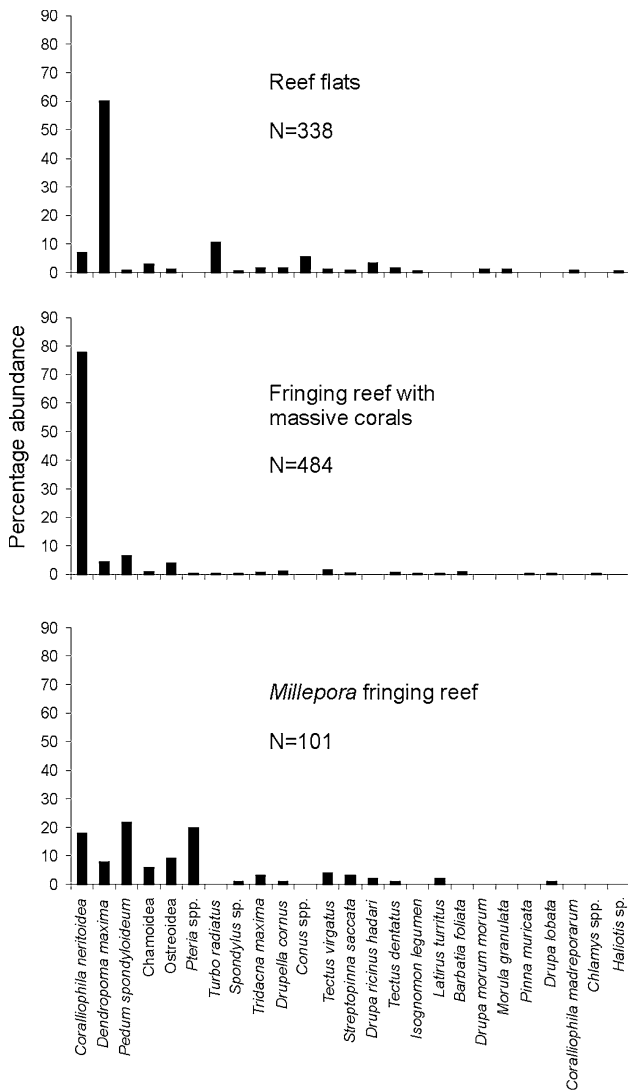 90
80
70
60
50
40
30
20
10
0
Reef flats
N=338
Percentage abundance
90
80
70
60
50
40
30
20
10
0
Fringing reef with
massive corals
N=484
90
80
70
60
50
40
30
20
10
0
Millepora fringing reef
N=101
Coralliophila neritoidea
Dendropoma maxima
Pedum spondyloideum
Chamoidea
Ostreoidea
Pteria spp.
Turbo radiatus
Spondylus sp.
Tridacna maxima
Drupella cornus
Conus spp.
Tectus virgatus
Streptopinna saccata
Drupa ricinus hadari
Tectus dentatus
Isognomon legumen
Latirus turritus
Barbatia foliata
Drupa morum morum
Morula granulata
Pinna muricata
Drupa lobata
Coralliophila madreporarum
Chlamys spp.
Haliotis sp.